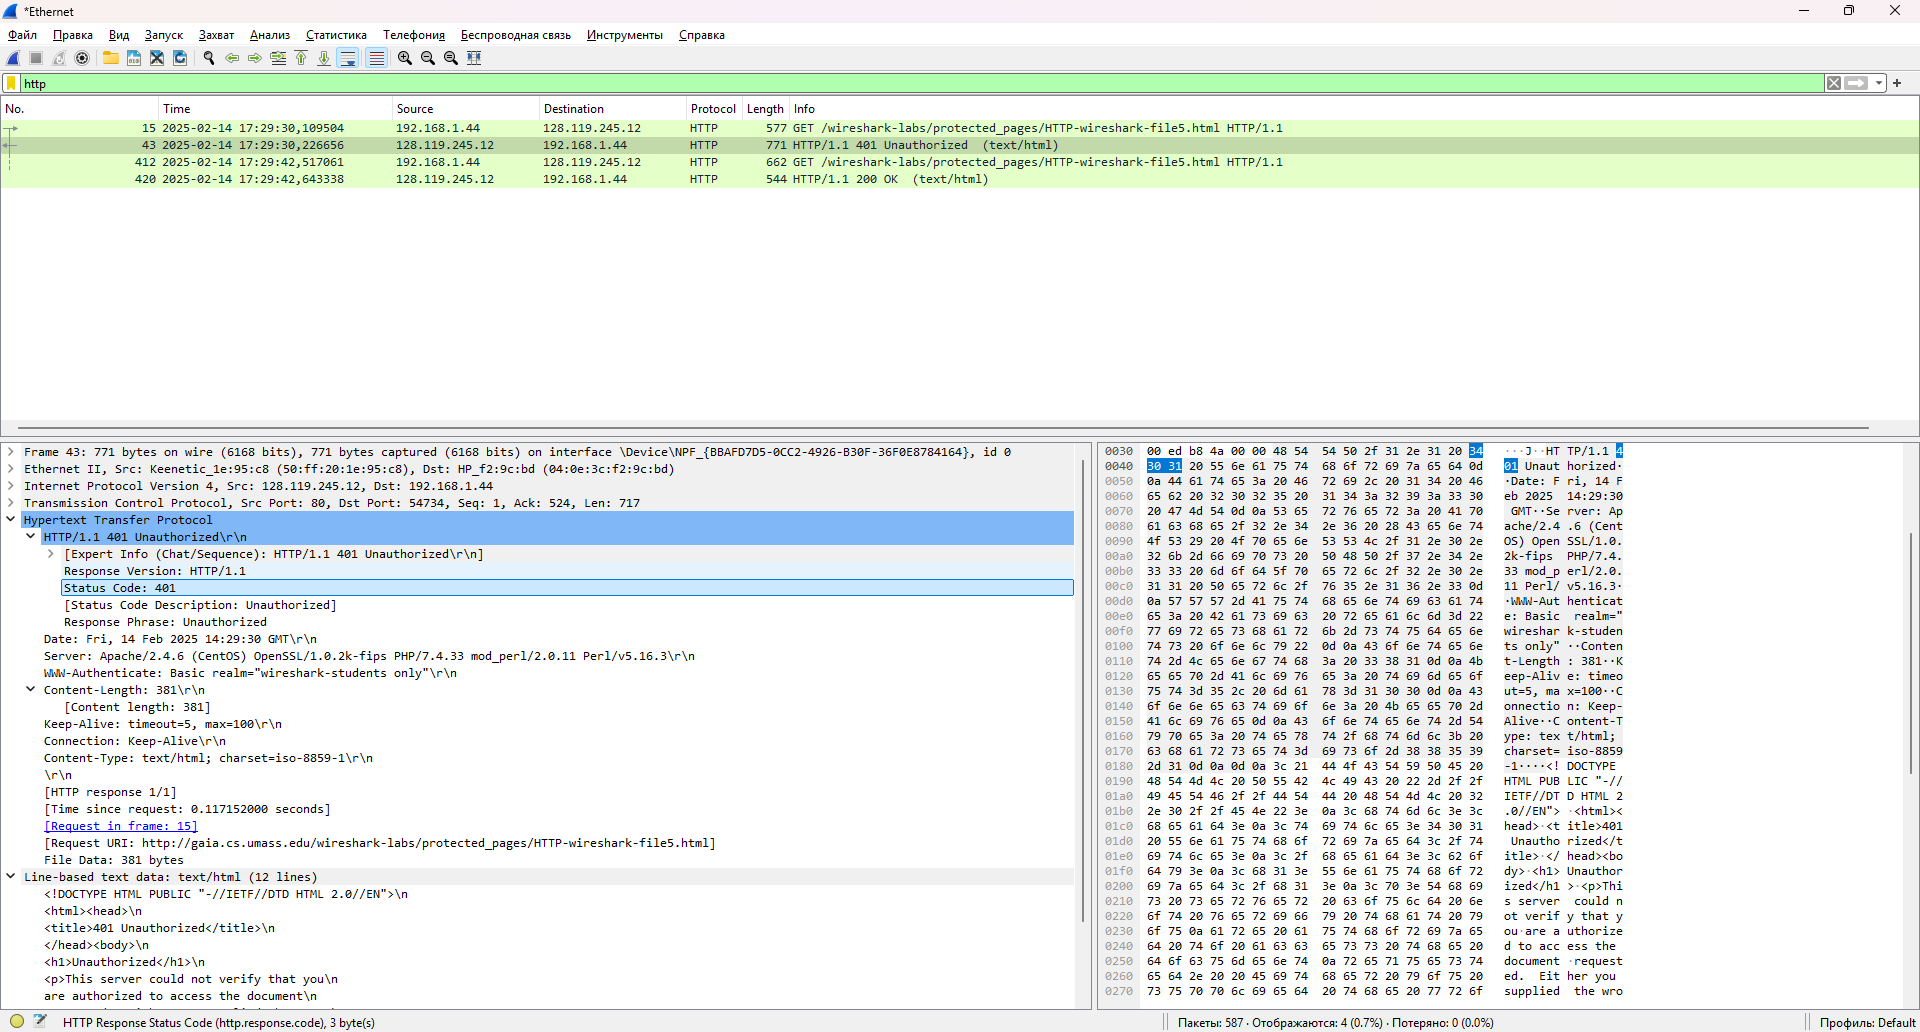 *Ethernet
Файл Правка Вид Запуск Захват Анализ Статистика Телефония Беспроводная связь Инструменты Справка
http
No. Time Source Destination Protocol Length Info
15 2025-02-14 17:29:30,109504 192.168.1.44 128.119.245.12 HTTP 577 GET /wireshark-labs/protected_pages/HTTP-wireshark-file5.html HTTP/1.1
43 2025-02-14 17:29:30,226656 128.119.245.12 192.168.1.44 HTTP 771 HTTP/1.1 401 Unauthorized (text/html)
412 2025-02-14 17:29:42,517061 192.168.1.44 128.119.245.12 HTTP 662 GET /wireshark-labs/protected_pages/HTTP-wireshark-file5.html HTTP/1.1
420 2025-02-14 17:29:42,643338 128.119.245.12 192.168.1.44 HTTP 544 HTTP/1.1 200 OK (text/html)
Frame 43: 771 bytes on wire (6168 bits), 771 bytes captured (6168 bits) on interface \Device\NPF_{BBAFD7D5-0CC2-4926-B30F-36F0E8784164}, id 0
Ethernet II, Src: Keenetic_1e:95:c8 (50:ff:20:1e:95:c8), Dst: HP_f2:9c:bd (04:0e:3c:f2:9c:bd)
Internet Protocol Version 4, Src: 128.119.245.12, Dst: 192.168.1.44
Transmission Control Protocol, Src Port: 80, Dst Port: 54734, Seq: 1, Ack: 524, Len: 717
Hypertext Transfer Protocol
HTTP/1.1 401 Unauthorized\r\n
[Expert Info (Chat/Sequence): HTTP/1.1 401 Unauthorized\r\n]
Response Version: HTTP/1.1
Status Code: 401
[Status Code Description: Unauthorized]
Response Phrase: Unauthorized
Date: Fri, 14 Feb 2025 14:29:30 GMT\r\n
Server: Apache/2.4.6 (CentOS) OpenSSL/1.0.2k-fips PHP/7.4.33 mod_perl/2.0.11 Perl/v5.16.3\r\n
WWW-Authenticate: Basic realm="wireshark-students only"\r\n
Content-Length: 381\r\n
[Content length: 381]
Keep-Alive: timeout=5, max=100\r\n
Connection: Keep-Alive\r\n
Content-Type: text/html; charset=iso-8859-1\r\n
\r\n
[HTTP response 1/1]
[Time since request: 0.117152000 seconds]
[Request in frame: 15]
[Request URI: http://gaia.cs.umass.edu/wireshark-labs/protected_pages/HTTP-wireshark-file5.html]
File Data: 381 bytes
Line-based text data: text/html (12 lines)
<!DOCTYPE HTML PUBLIC "-//IETF//DTD HTML 2.0//EN">\n
<html><head>\n
<title>401 Unauthorized</title>\n
</head><body>\n
<h1>Unauthorized</h1>\n
<p>This server could not verify that you\n
are authorized to access the document\n
0030 00 ed b8 4a 00 00 48 54 54 50 2f 31 2e 31 20 34 ···J··HT TP/1.1 4
0040 30 31 20 55 6e 61 75 74 68 6f 72 69 7a 65 64 0d 01 Unaut horized·
0050 0a 44 61 74 65 3a 20 46 72 69 2c 20 31 34 20 46 ·Date: F ri, 14 F
0060 65 62 20 32 30 32 35 20 31 34 3a 32 39 3a 33 30 eb 2025 14:29:30
0070 20 47 4d 54 0d 0a 53 65 72 76 65 72 3a 20 41 70 GMT··Se rver: Ap
0080 61 63 68 65 2f 32 2e 34 2e 36 20 28 43 65 6e 74 ache/2.4 .6 (Cent
0090 4f 53 29 20 4f 70 65 6e 53 53 4c 2f 31 2e 30 2e OS) Open SSL/1.0.
00a0 32 6b 2d 66 69 70 73 20 50 48 50 2f 37 2e 34 2e 2k-fips PHP/7.4.
00b0 33 33 20 6d 6f 64 5f 70 65 72 6c 2f 32 2e 30 2e 33 mod_p erl/2.0.
00c0 31 31 20 50 65 72 6c 2f 76 35 2e 31 36 2e 33 0d 11 Perl/ v5.16.3·
00d0 0a 57 57 57 2d 41 75 74 68 65 6e 74 69 63 61 74 ·WWW-Aut henticat
00e0 65 3a 20 42 61 73 69 63 20 72 65 61 6c 6d 3d 22 e: Basic realm="
00f0 77 69 72 65 73 68 61 72 6b 2d 73 74 75 64 65 6e wireshar k-studen
0100 74 73 20 6f 6e 6c 79 22 0d 0a 43 6f 6e 74 65 6e ts only" ··Conten
0110 74 2d 4c 65 6e 67 74 68 3a 20 33 38 31 0d 0a 4b t-Length : 381··K
0120 65 65 70 2d 41 6c 69 76 65 3a 20 74 69 6d 65 6f eep-Aliv e: timeo
0130 75 74 3d 35 2c 20 6d 61 78 3d 31 30 30 0d 0a 43 ut=5, ma x=100··C
0140 6f 6e 6e 65 63 74 69 6f 6e 3a 20 4b 65 65 70 2d onnectio n: Keep-
0150 41 6c 69 76 65 0d 0a 43 6f 6e 74 65 6e 74 2d 54 Alive··C ontent-T
0160 79 70 65 3a 20 74 65 78 74 2f 68 74 6d 6c 3b 20 ype: tex t/html;
0170 63 68 61 72 73 65 74 3d 69 73 6f 2d 38 38 35 39 charset= iso-8859
0180 2d 31 0d 0a 0d 0a 3c 21 44 4f 43 54 59 50 45 20 -1····<! DOCTYPE
0190 48 54 4d 4c 20 50 55 42 4c 49 43 20 22 2d 2f 2f HTML PUB LIC "-//
01a0 49 45 54 46 2f 2f 44 54 44 20 48 54 4d 4c 20 32 IETF//DT D HTML 2
01b0 2e 30 2f 2f 45 4e 22 3e 0a 3c 68 74 6d 6c 3e 3c .0//EN"> ·<html><
01c0 68 65 61 64 3e 0a 3c 74 69 74 6c 65 3e 34 30 31 head>·<t itle>401
01d0 20 55 6e 61 75 74 68 6f 72 69 7a 65 64 3c 2f 74 Unautho rized</t
01e0 69 74 6c 65 3e 0a 3c 2f 68 65 61 64 3e 3c 62 6f itle>·</ head><bo
01f0 64 79 3e 0a 3c 68 31 3e 55 6e 61 75 74 68 6f 72 dy>·<h1> Unauthor
0200 69 7a 65 64 3c 2f 68 31 3e 0a 3c 70 3e 54 68 69 ized</h1 >·<p>Thi
0210 73 20 73 65 72 76 65 72 20 63 6f 75 6c 64 20 6e s server could n
0220 6f 74 20 76 65 72 69 66 79 20 74 68 61 74 20 79 ot verif y that y
0230 6f 75 0a 61 72 65 20 61 75 74 68 6f 72 69 7a 65 ou·are a uthorize
0240 64 20 74 6f 20 61 63 63 65 73 73 20 74 68 65 20 d to acc ess the
0250 64 6f 63 75 6d 65 6e 74 0a 72 65 71 75 65 73 74 document ·request
0260 65 64 2e 20 20 45 69 74 68 65 72 20 79 6f 75 20 ed. Eit her you
0270 73 75 70 70 6c 69 65 64 20 74 68 65 20 77 72 6f supplied the wro
HTTP Response Status Code (http.response.code), 3 byte(s)
Пакеты: 587 · Отображаются: 4 (0.7%) · Потеряно: 0 (0.0%)
Профиль: Default